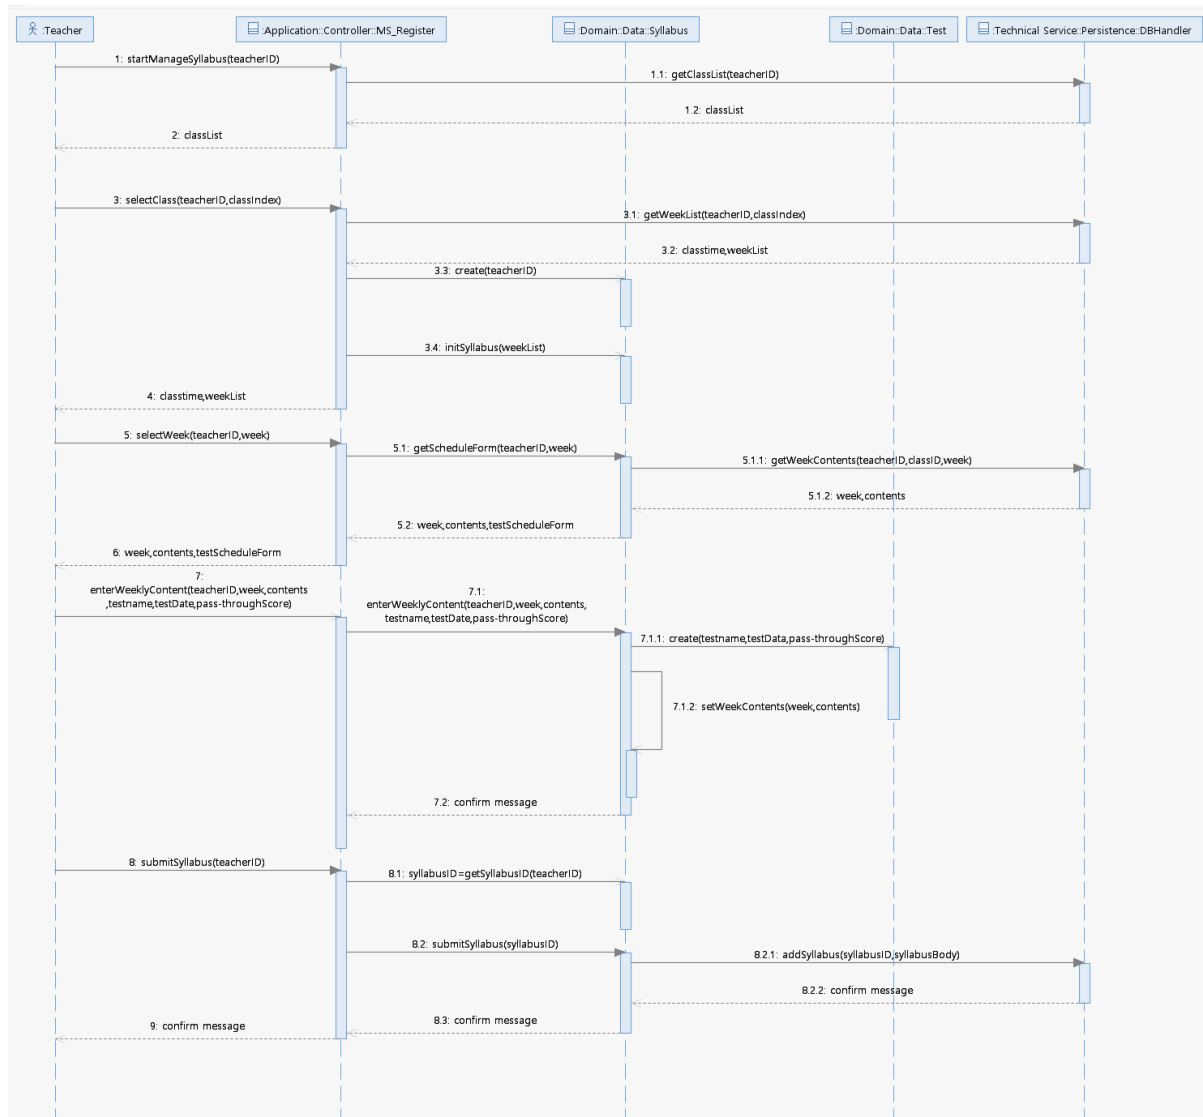 :Teacher
:Application::Controller::MS_Register
:Domain::Data::Syllabus
:Domain::Data::Test
:Technical Service::Persistence::DBHandler
1: startManageSyllabus(teacherID)
1.1: getClassList(teacherID)
1.2: classList
2: classList
3: selectClass(teacherID,classIndex)
3.1: getWeekList(teacherID,classIndex)
3.2: classtime,weekList
3.3: create(teacherID)
3.4: initSyllabus(weekList)
4: classtime,weekList
5: selectWeek(teacherID,week)
5.1: getScheduleForm(teacherID,week)
5.1.1: getWeekContents(teacherID,classID,week)
5.1.2: week,contents
5.2: week,contents,testScheduleForm
6: week,contents,testScheduleForm
7:
enterWeeklyContent(teacherID,week,contents
,testname,testDate,pass-throughScore)
7.1:
enterWeeklyContent(teacherID,week,contents,
testname,testDate,pass-throughScore)
7.1.1: create(testname,testData,pass-throughScore)
7.1.2: setWeekContents(week,contents)
7.2: confirm message
8: submitSyllabus(teacherID)
8.1: syllabusID=getSyllabusID(teacherID)
8.2: submitSyllabus(syllabusID)
8.2.1: addSyllabus(syllabusID,syllabusBody)
8.2.2: confirm message
8.3: confirm message
9: confirm message